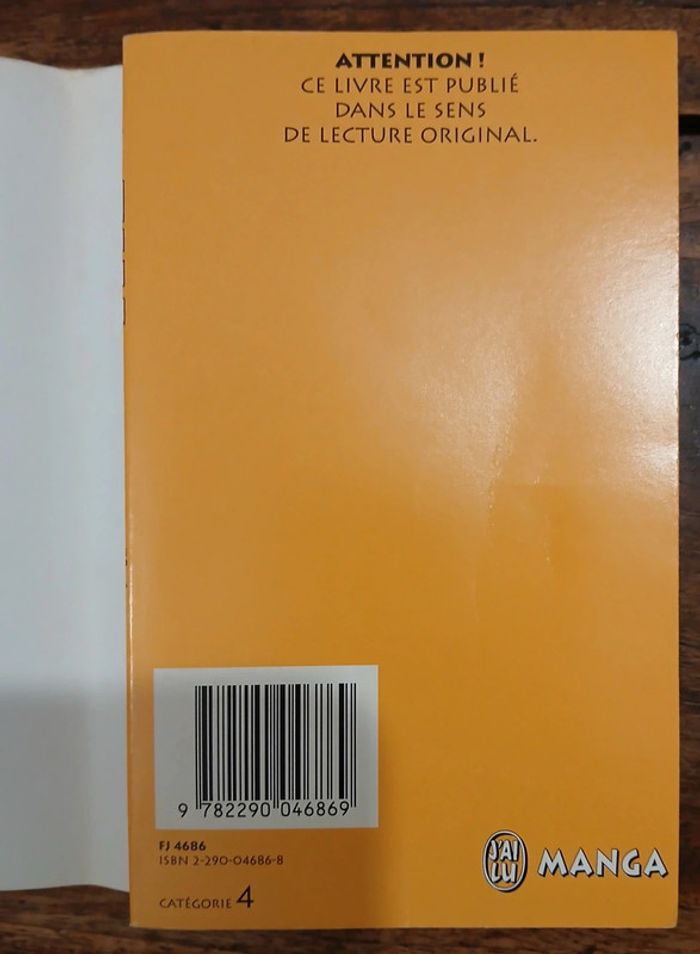 ATTENTION !
CE LIVRE EST PUBLIÉ
DANS LE SENS
DE LECTURE ORIGINAL.
9 782290 046869
FJ 4686
ISBN 2-290-04686-8
CATÉGORIE 4
J'AI
LU
MANGA